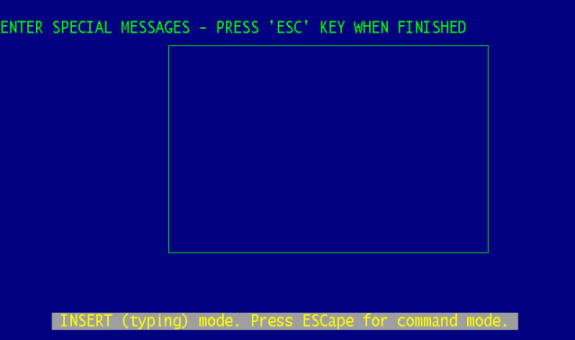 ENTER SPECIAL MESSAGES - PRESS 'ESC' KEY WHEN FINISHED
INSERT (typing) mode. Press ESCape for command mode.